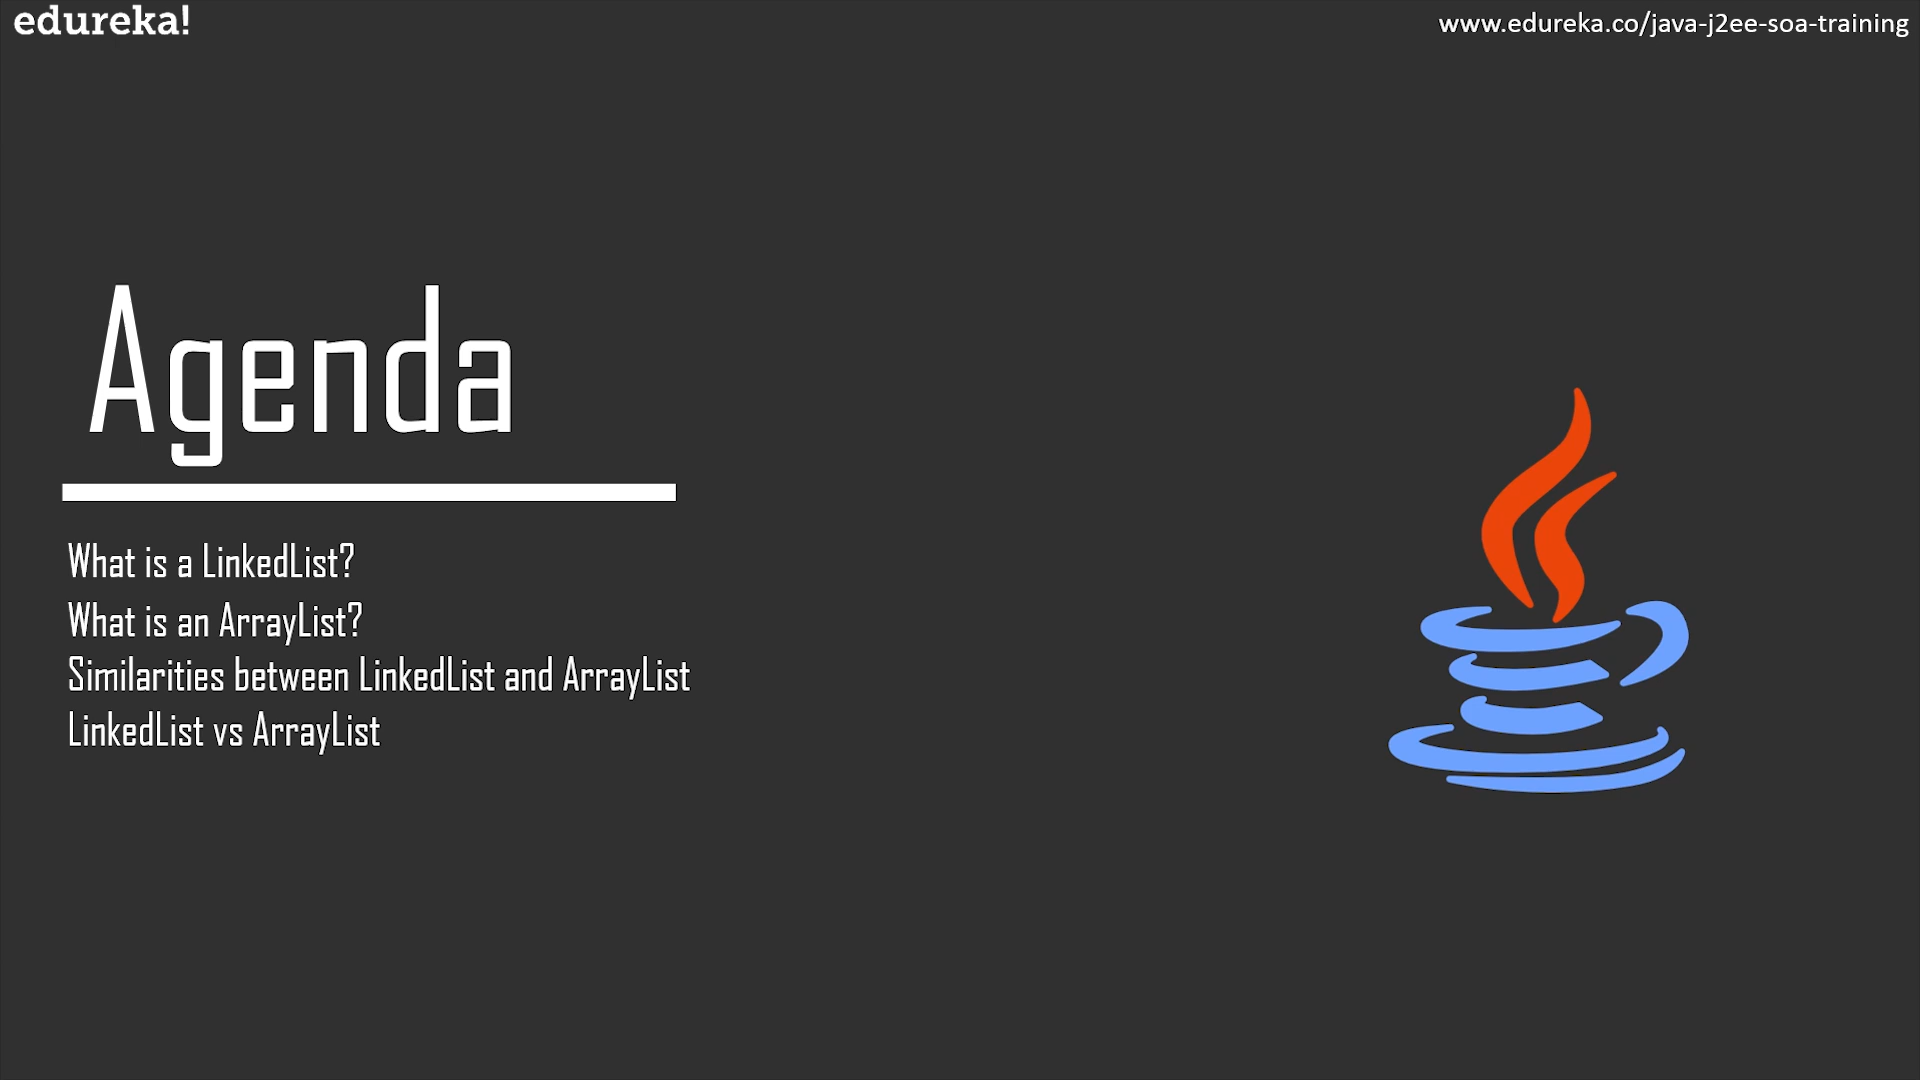 edureka!
www.edureka.co/java-j2ee-soa-training
Agenda
What is a LinkedList?
What is an ArrayList?
Similarities between LinkedList and ArrayList
LinkedList vs ArrayList